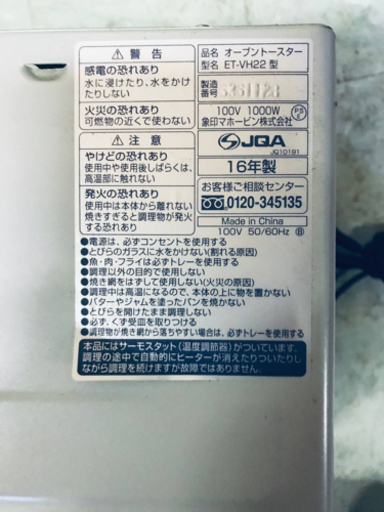 ⚠警告
感電の恐れあり
水に浸けたり、水をかけ
たりしない
火災の恐れあり
可燃物の近くで使わない
⚠注意
やけどの恐れあり
使用中や使用後しばらくは、
高温部に触れない
発火の恐れあり
使用中は本体から離れない
焼きすぎると調理物が発火
する恐れあり
品名 オーブントースター
型名 ET-VH22 型
製造
番号
100V 1000W
象印マホービン株式会社
PS
E
JQA
JQ10191
16年製
お客様ご相談センター
0120-345135
Made in China
100V 50/60Hz Ⓑ
●電源は、必ずコンセントを使用する
●とびらのガラスに水をかけない(割れる原因)
●魚・肉・フライは必ずトレーを使用する
●調理以外の目的で使用しない
●焼き網をはずして使用しない(火災の原因)
●使用中は高温になるので、本体の上に物を置かない
●バターやジャムを塗ったパンを焼かない
●とびらを開けたまま調理しない
●必ず、くず受皿を取りつける
●調理物が焼き網から落ちやすい場合は、必ずトレーを使用する
本品にはサーモスタット(温度調節器)がついています。
調理の途中で自動的にヒーターが消えたりついたりし
ながら調理を続けますが故障ではありません。